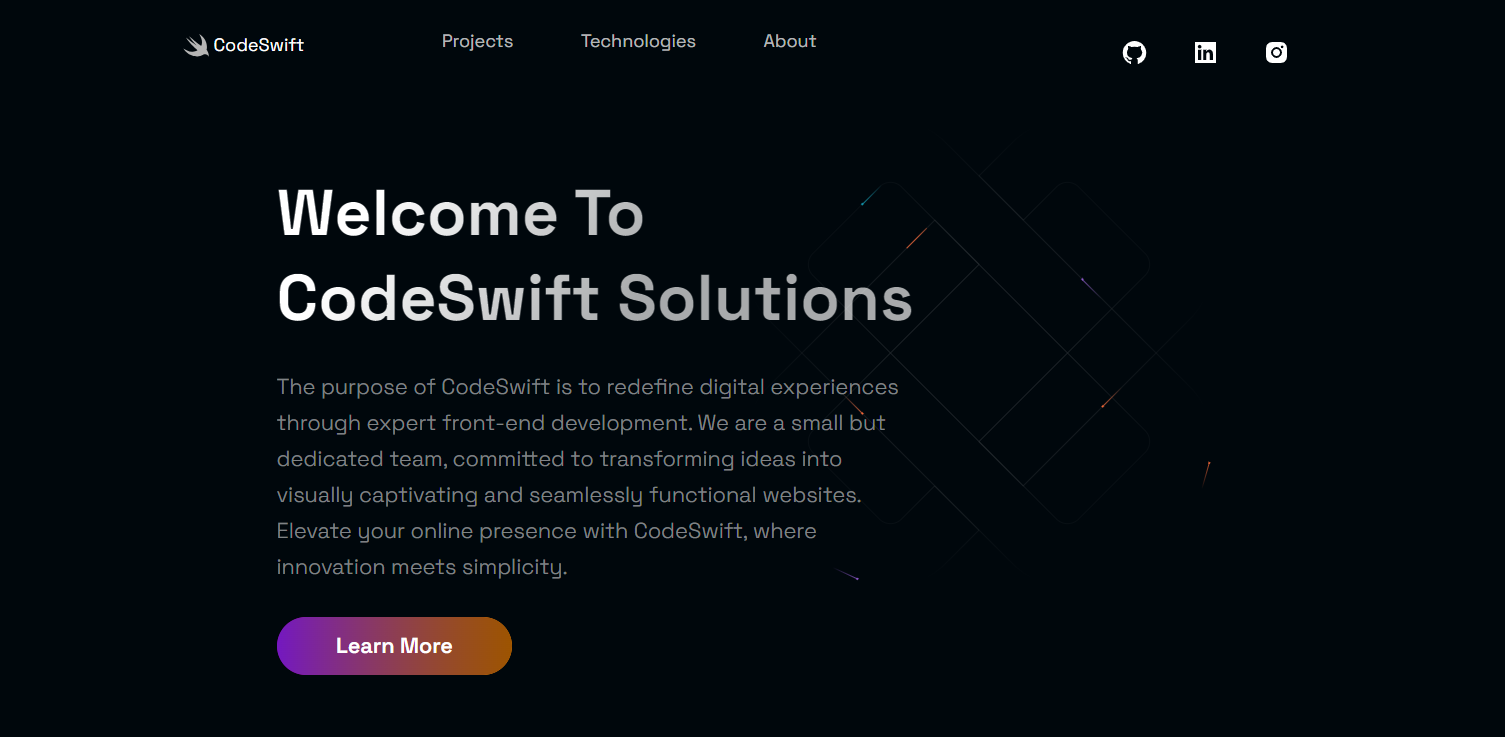 CodeSwift
Projects
Technologies
About
Welcome To
CodeSwift Solutions
The purpose of CodeSwift is to redefine digital experiences
through expert front-end development. We are a small but
dedicated team, committed to transforming ideas into
visually captivating and seamlessly functional websites.
Elevate your online presence with CodeSwift, where
innovation meets simplicity.
Learn More